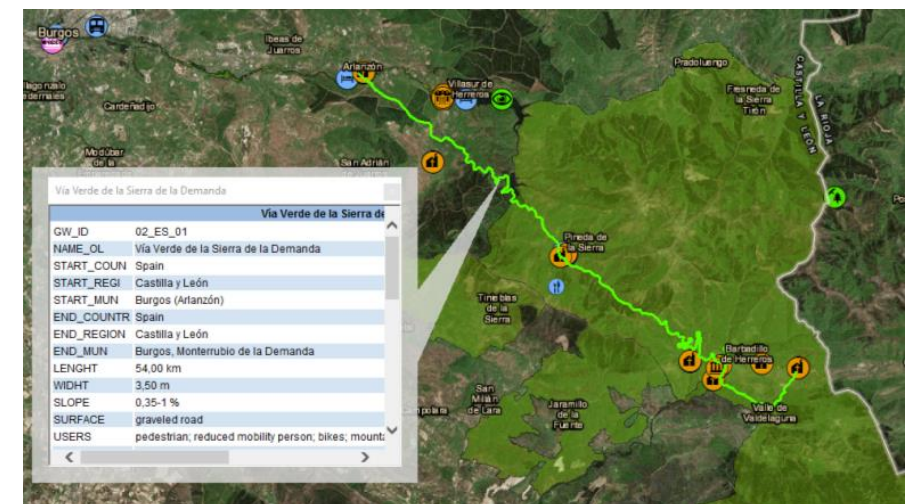 Burgos
Ibeas de
Juarros
Arlanzón
Villasur de
Herreros
Pradoluengo
Fresneda de
la Sierra
Tirón
CASTILLA Y LEÓN
LA RIOJA
Cardeñadijo
Modúbar
de la
San Adrián
Pineda de
la Sierra
Tinieblas
de la
Sierra
San
Millán
de Lara
Jaramillo
de la
Fuente
Barbadillo
de Herreros
Valle de
Valdelaguna
Vía Verde de la Sierra de la Demanda
Vía Verde de la Sierra de
GW_ID 02_ES_01
NAME_OL Vía Verde de la Sierra de la Demanda
START_COUN Spain
START_REGI Castilla y León
START_MUN Burgos (Arlanzón)
END_COUNTR Spain
END_REGION Castilla y León
END_MUN Burgos, Monterrubio de la Demanda
LENGHT 54,00 km
WIDHT 3,50 m
SLOPE 0,35-1 %
SURFACE graveled road
USERS pedestrian; reduced mobility person; bikes; mounta